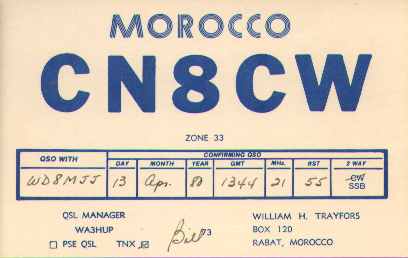 MOROCCO
CN8CW
ZONE 33
QSO WITH
CONFIRMING QSO
DAY MONTH YEAR GMT MHz. RST 2 WAY
WD8MJJ 13 Apr. 80 1344 21 55 CW
SSB
QSL MANAGER
WA3HUP
PSE QSL TNX
Bill 73
WILLIAM H. TRAYFORS
BOX 120
RABAT, MOROCCO